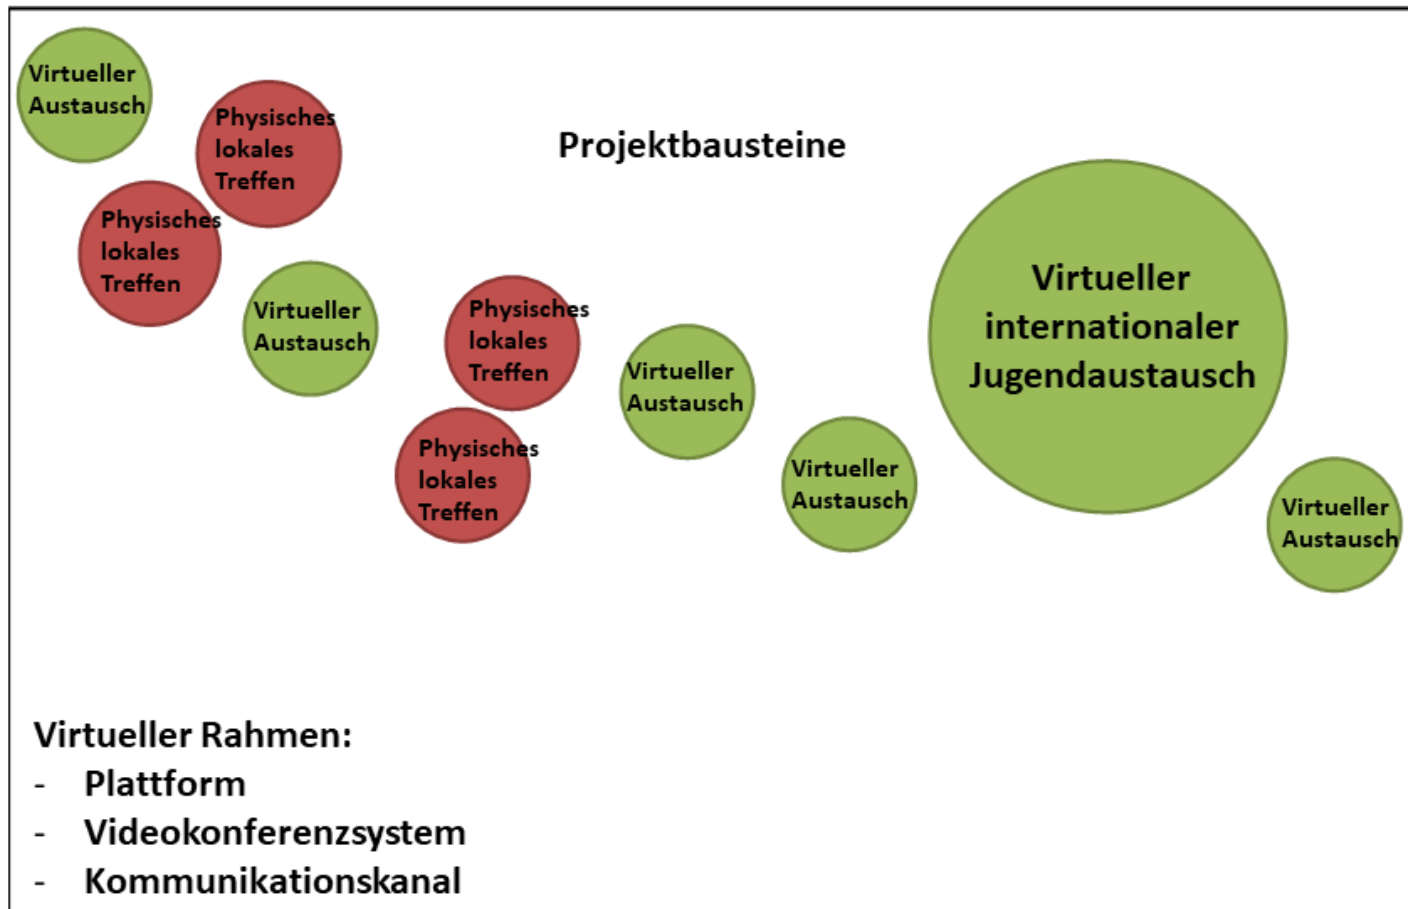 Virtueller
Austausch
Physisches
lokales
Treffen
Projektbausteine
Physisches
lokales
Treffen
Virtueller
Austausch
Physisches
lokales
Treffen
Physisches
lokales
Treffen
Virtueller
Austausch
Virtueller
Austausch
Virtueller
internationaler
Jugendaustausch
Virtueller
Austausch
Virtueller Rahmen:
- Plattform
- Videokonferenzsystem
- Kommunikationskanal